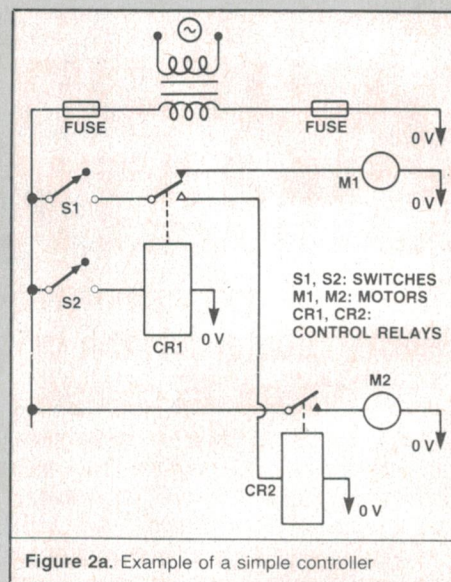 FUSE
FUSE
0 V
M1
0 V
S1
S2
CR1
0 V
S1, S2: SWITCHES
M1, M2: MOTORS
CR1, CR2:
CONTROL RELAYS
M2
0 V
CR2
0 V
Figure 2a. Example of a simple controller